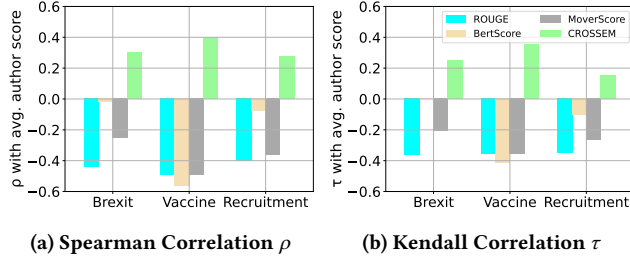 ρ with avg. author score
0.6
0.4
0.2
0.0
−0.2
−0.4
−0.6
Brexit Vaccine Recruitment
(a) Spearman Correlation ρ
τ with avg. author score
0.6
0.4
0.2
0.0
−0.2
−0.4
−0.6
ROUGE MoverScore
BertScore CROSSEM
Brexit Vaccine Recruitment
(b) Kendall Correlation τ